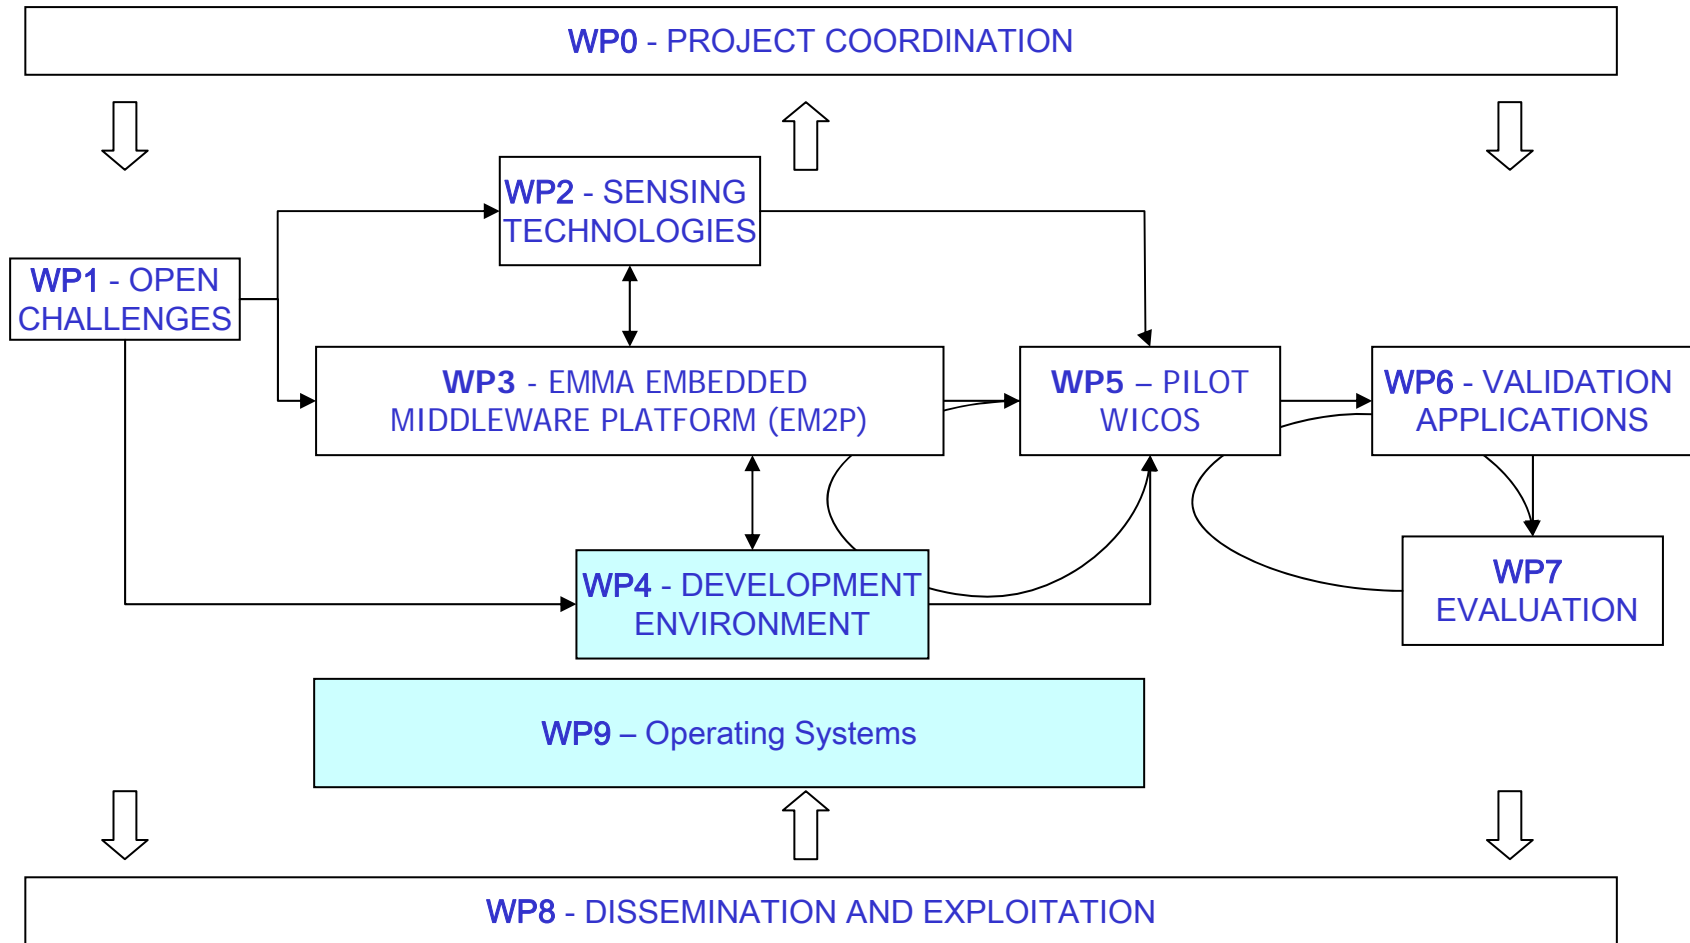 WP0 - PROJECT COORDINATION
WP2 - SENSING
TECHNOLOGIES
WP1 - OPEN
CHALLENGES
WP3 - EMMA EMBEDDED
MIDDLEWARE PLATFORM (EM2P)
WP5 – PILOT
WICOS
WP6 - VALIDATION
APPLICATIONS
WP4 - DEVELOPMENT
ENVIRONMENT
WP7
EVALUATION
WP9 – Operating Systems
WP8 - DISSEMINATION AND EXPLOITATION